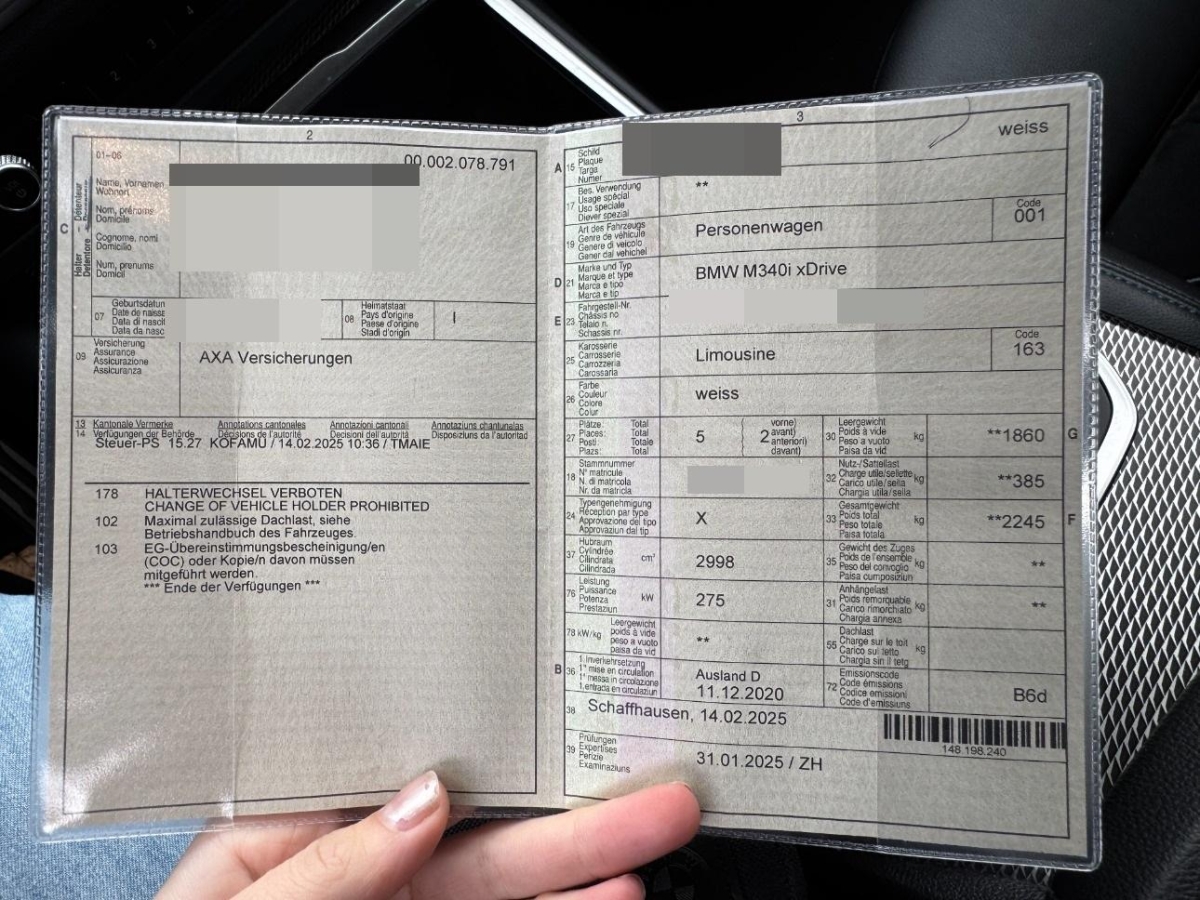 2
01-06
00.002.078.791
C
Halter – Détenteur
Detentore
Name, Vornamen
Wohnort
Nom, prénoms
Domicile
Cognome, nomi
Domicilio
Num, prenums
Domicil
07
Geburtsdatum
Date de naiss
Data di nascit
Data da nasc
08
Heimatstaat
Pays d'origine
Paese d'origine
Stadi d'origin
I
09
Versicherung
Assurance
Assicurazione
Assicuranza
AXA Versicherungen
13 Kantonale Vermerke Annotations cantonales Annotazioni cantonali Annotaziuns chantunalas
14 Verfügungen der Behörde Décisions de l'autorité Decisioni dell'autorità Disposiziuns da l'autoritad
Steuer-PS 15.27 KOFAMU / 14.02.2025 10:36 / TMAIE
178 HALTERWECHSEL VERBOTEN
CHANGE OF VEHICLE HOLDER PROHIBITED
102 Maximal zulässige Dachlast, siehe
Betriebshandbuch des Fahrzeuges.
103 EG-Übereinstimmungsbescheinigung/en
(COC) oder Kopie/n davon müssen
mitgeführt werden.
*** Ende der Verfügungen ***
3
A 15
Schild
Plaque
Targa
Numer
weiss
17
Bes. Verwendung
Usage spécial
Uso speciale
Diever spezial
**
19
Art des Fahrzeugs
Genre de véhicule
Genere di veicolo
Gener dal vehichel
Personenwagen
Code
001
D 21
Marke und Typ
Marque et type
Marca e tipo
Marca e tip
BMW M340i xDrive
E 23
Fahrgestell-Nr.
Châssis no
Telaio n.
Schassis nr.
25
Karosserie
Carrosserie
Carrozzeria
Carossaria
Limousine
Code
163
26
Farbe
Couleur
Colore
Colur
weiss
27
Plätze: Total
Places: Total
Posti: Totale
Plazs: Total
5
2
vorne)
avant)
anteriori)
davant)
30
Leergewicht
Poids à vide
Peso a vuoto
Paisa da vid
kg
**1860
G
18
Stammnummer
N° matricule
N. di matricola
Nr. da matricla
32
Nutz-/Sattellast
Charge utile/sellette
Carico utile/sella
Chargia utila/sella
kg
**385
24
Typengenehmigung
Réception par type
Approvazione del tipo
Approvaziun dal tip
X
33
Gesamtgewicht
Poids total
Peso totale
Paisa totala
kg
**2245
F
37
Hubraum
Cylindrée
Cilindrata
Cilindrada
cm³
2998
35
Gewicht des Zuges
Poids de l'ensemble
Peso del convoglio
Paisa cumposiziun
kg
**
76
Leistung
Puissance
Potenza
Prestaziun
kW
275
31
Anhängelast
Poids remorquable
Carico rimorchiato
Chargia annexa
kg
**
78 kW/kg
Leergewicht
poids à vide
peso a vuoto
paisa da vid
**
55
Dachlast
Charge sur le toit
Carico sul tetto
Chargia sin il tetg
kg
B 36
1. Inverkehrsetzung
1re mise en circulation
1a messa in circolazione
1. entrada en circulaziun
Ausland D
11.12.2020
72
Emissionscode
Code émissions
Codice emissioni
Code d'emissiuns
B6d
38
Schaffhausen, 14.02.2025
148.198.240
39
Prüfungen
Expertises
Perizie
Examinaziuns
31.01.2025 / ZH